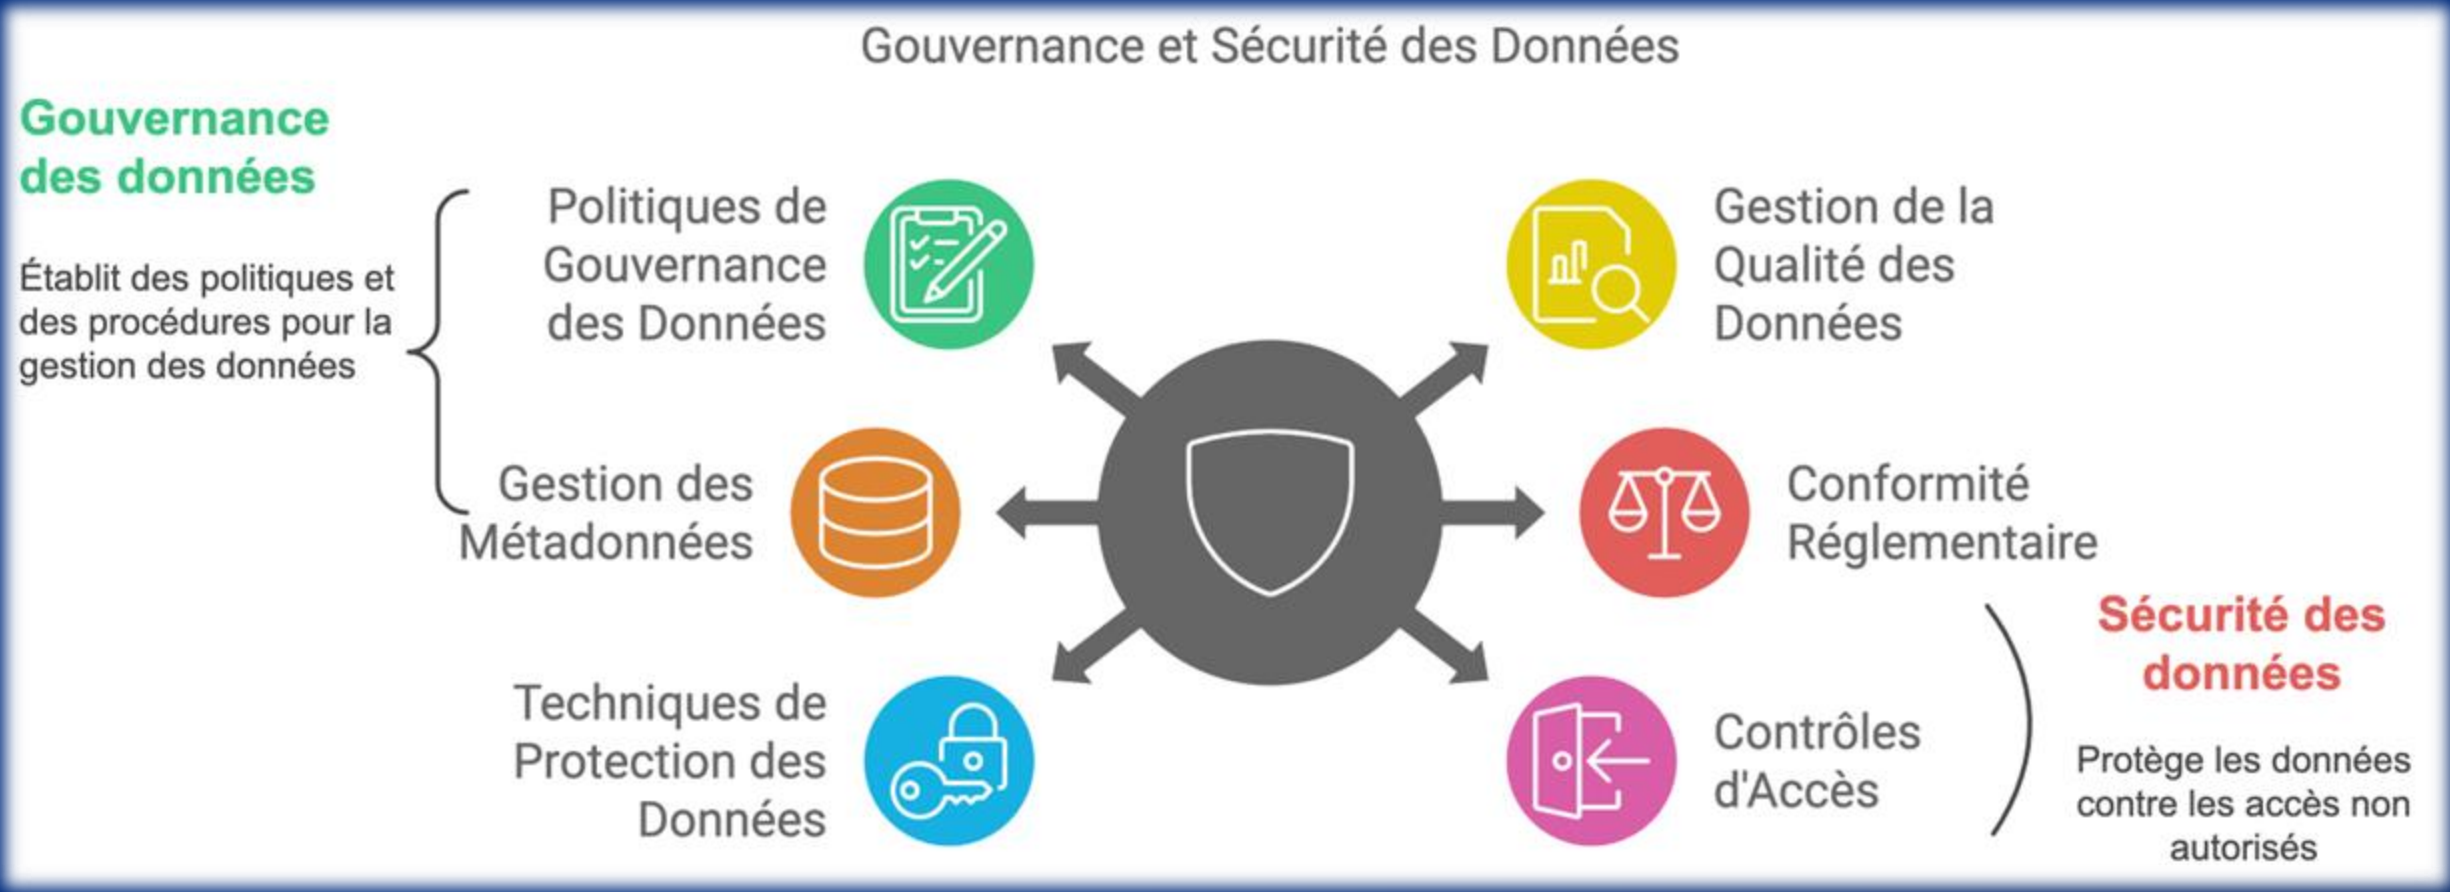 Gouvernance et Sécurité des Données
Gouvernance
des données
Établit des politiques et
des procédures pour la
gestion des données
Politiques de
Gouvernance
des Données
Gestion des
Métadonnées
Techniques de
Protection des
Données
Gestion de la
Qualité des
Données
Conformité
Réglementaire
Contrôles
d'Accès
Sécurité des
données
Protège les données
contre les accès non
autorisés